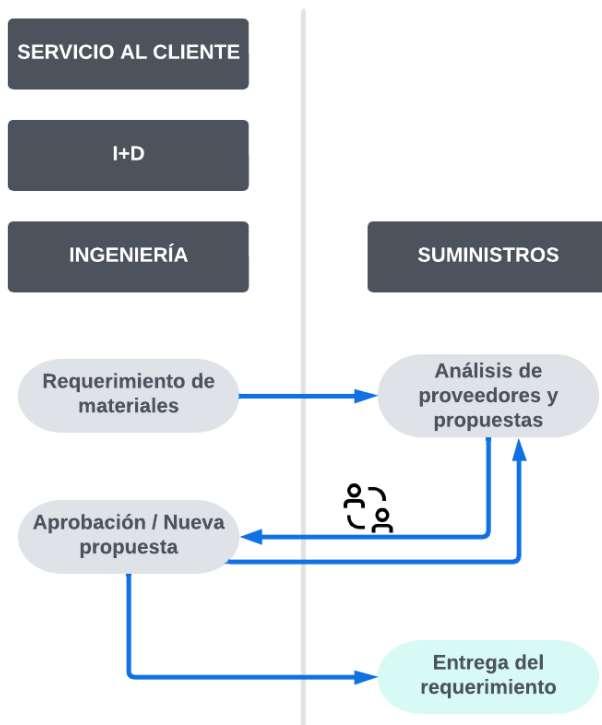 SERVICIO AL CLIENTE
I+D
INGENIERÍA
SUMINISTROS
Requerimiento de
materiales
Análisis de
proveedores y
propuestas
Aprobación / Nueva
propuesta
Entrega del
requerimiento